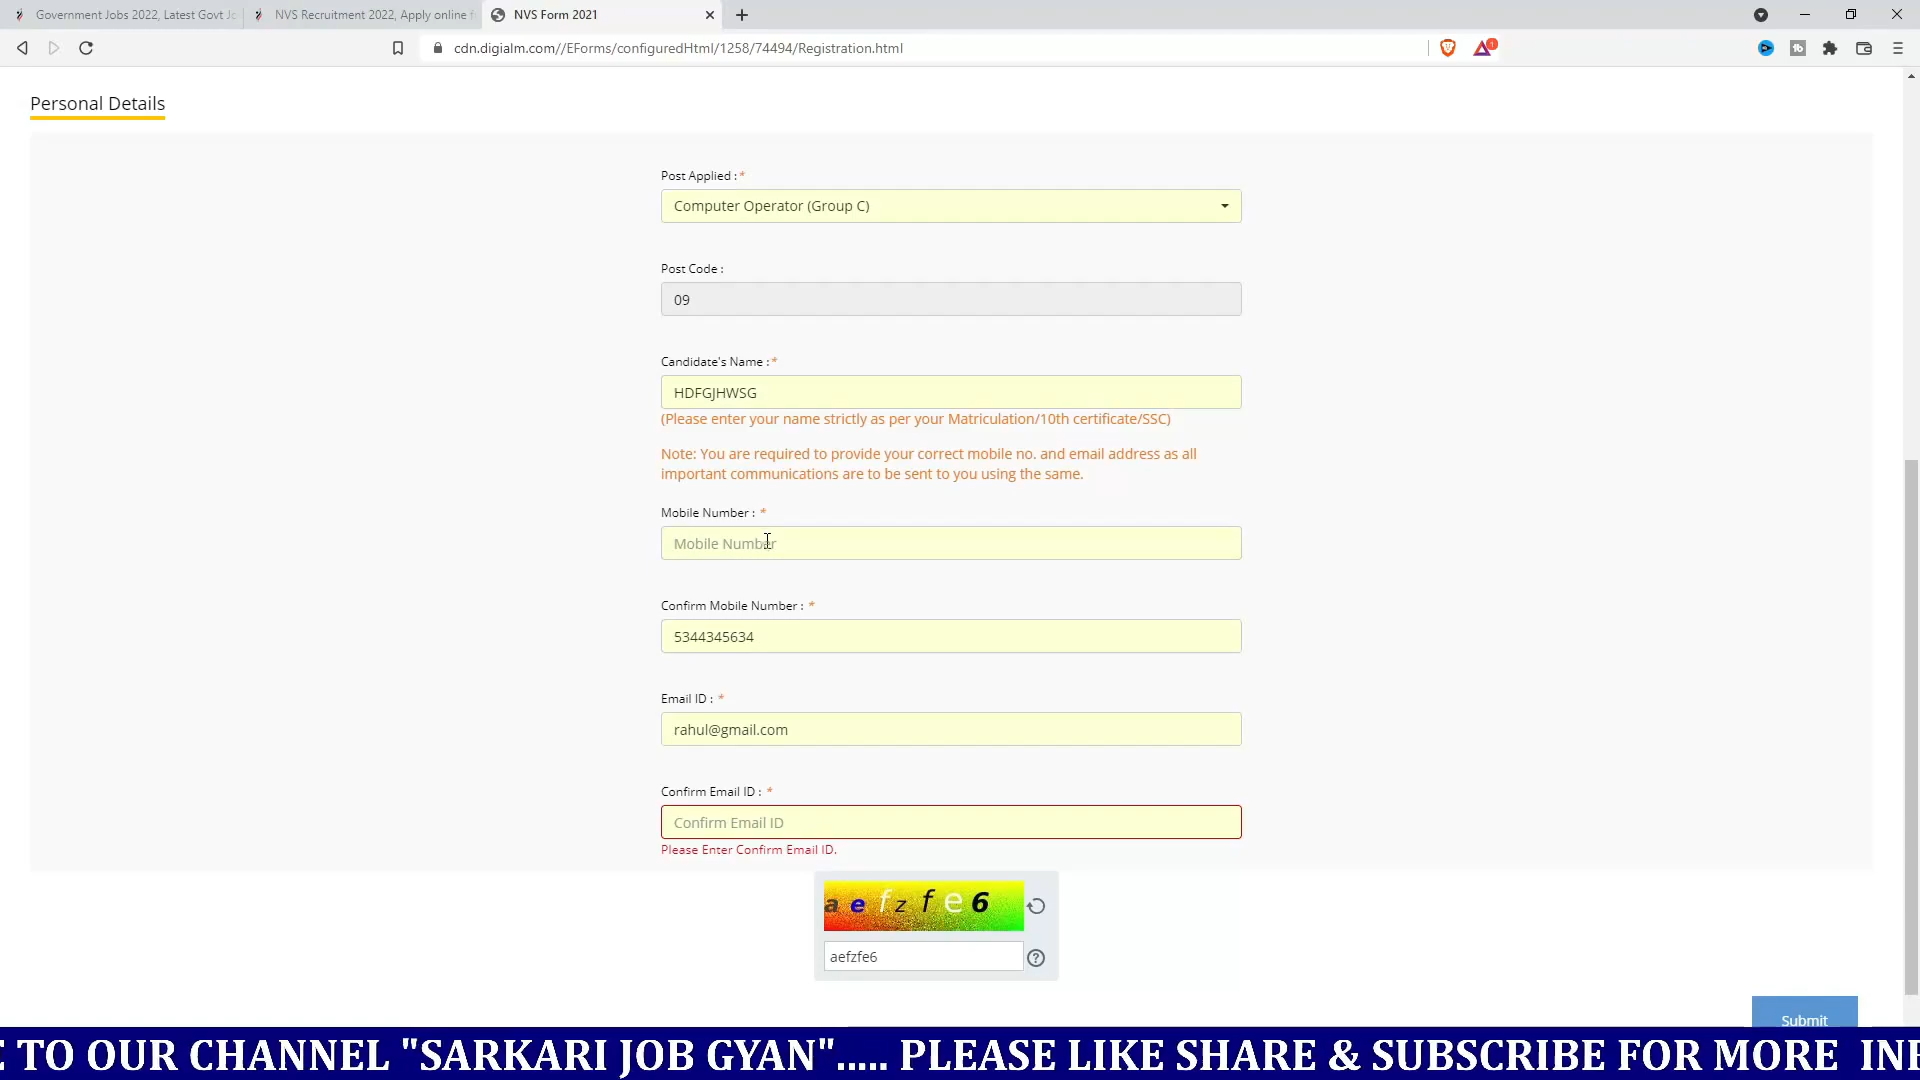 Government Jobs 2022, Latest Govt Jo
NVS Recruitment 2022, Apply online f
NVS Form 2021
cdn.digialm.com//EForms/configuredHtml/1258/74494/Registration.html
1
Personal Details
Post Applied :*
Computer Operator (Group C)
Post Code :
09
Candidate's Name :*
HDFGJHWSG
(Please enter your name strictly as per your Matriculation/10th certificate/SSC)
Note: You are required to provide your correct mobile no. and email address as all
important communications are to be sent to you using the same.
Mobile Number : *
Mobile Number
Confirm Mobile Number : *
5344345634
Email ID : *
rahul@gmail.com
Confirm Email ID : *
Confirm Email ID
Please Enter Confirm Email ID.
aefzfe6
aefzfe6
Submit
TO OUR CHANNEL "SARKARI JOB GYAN"..... PLEASE LIKE SHARE & SUBSCRIBE FOR MORE